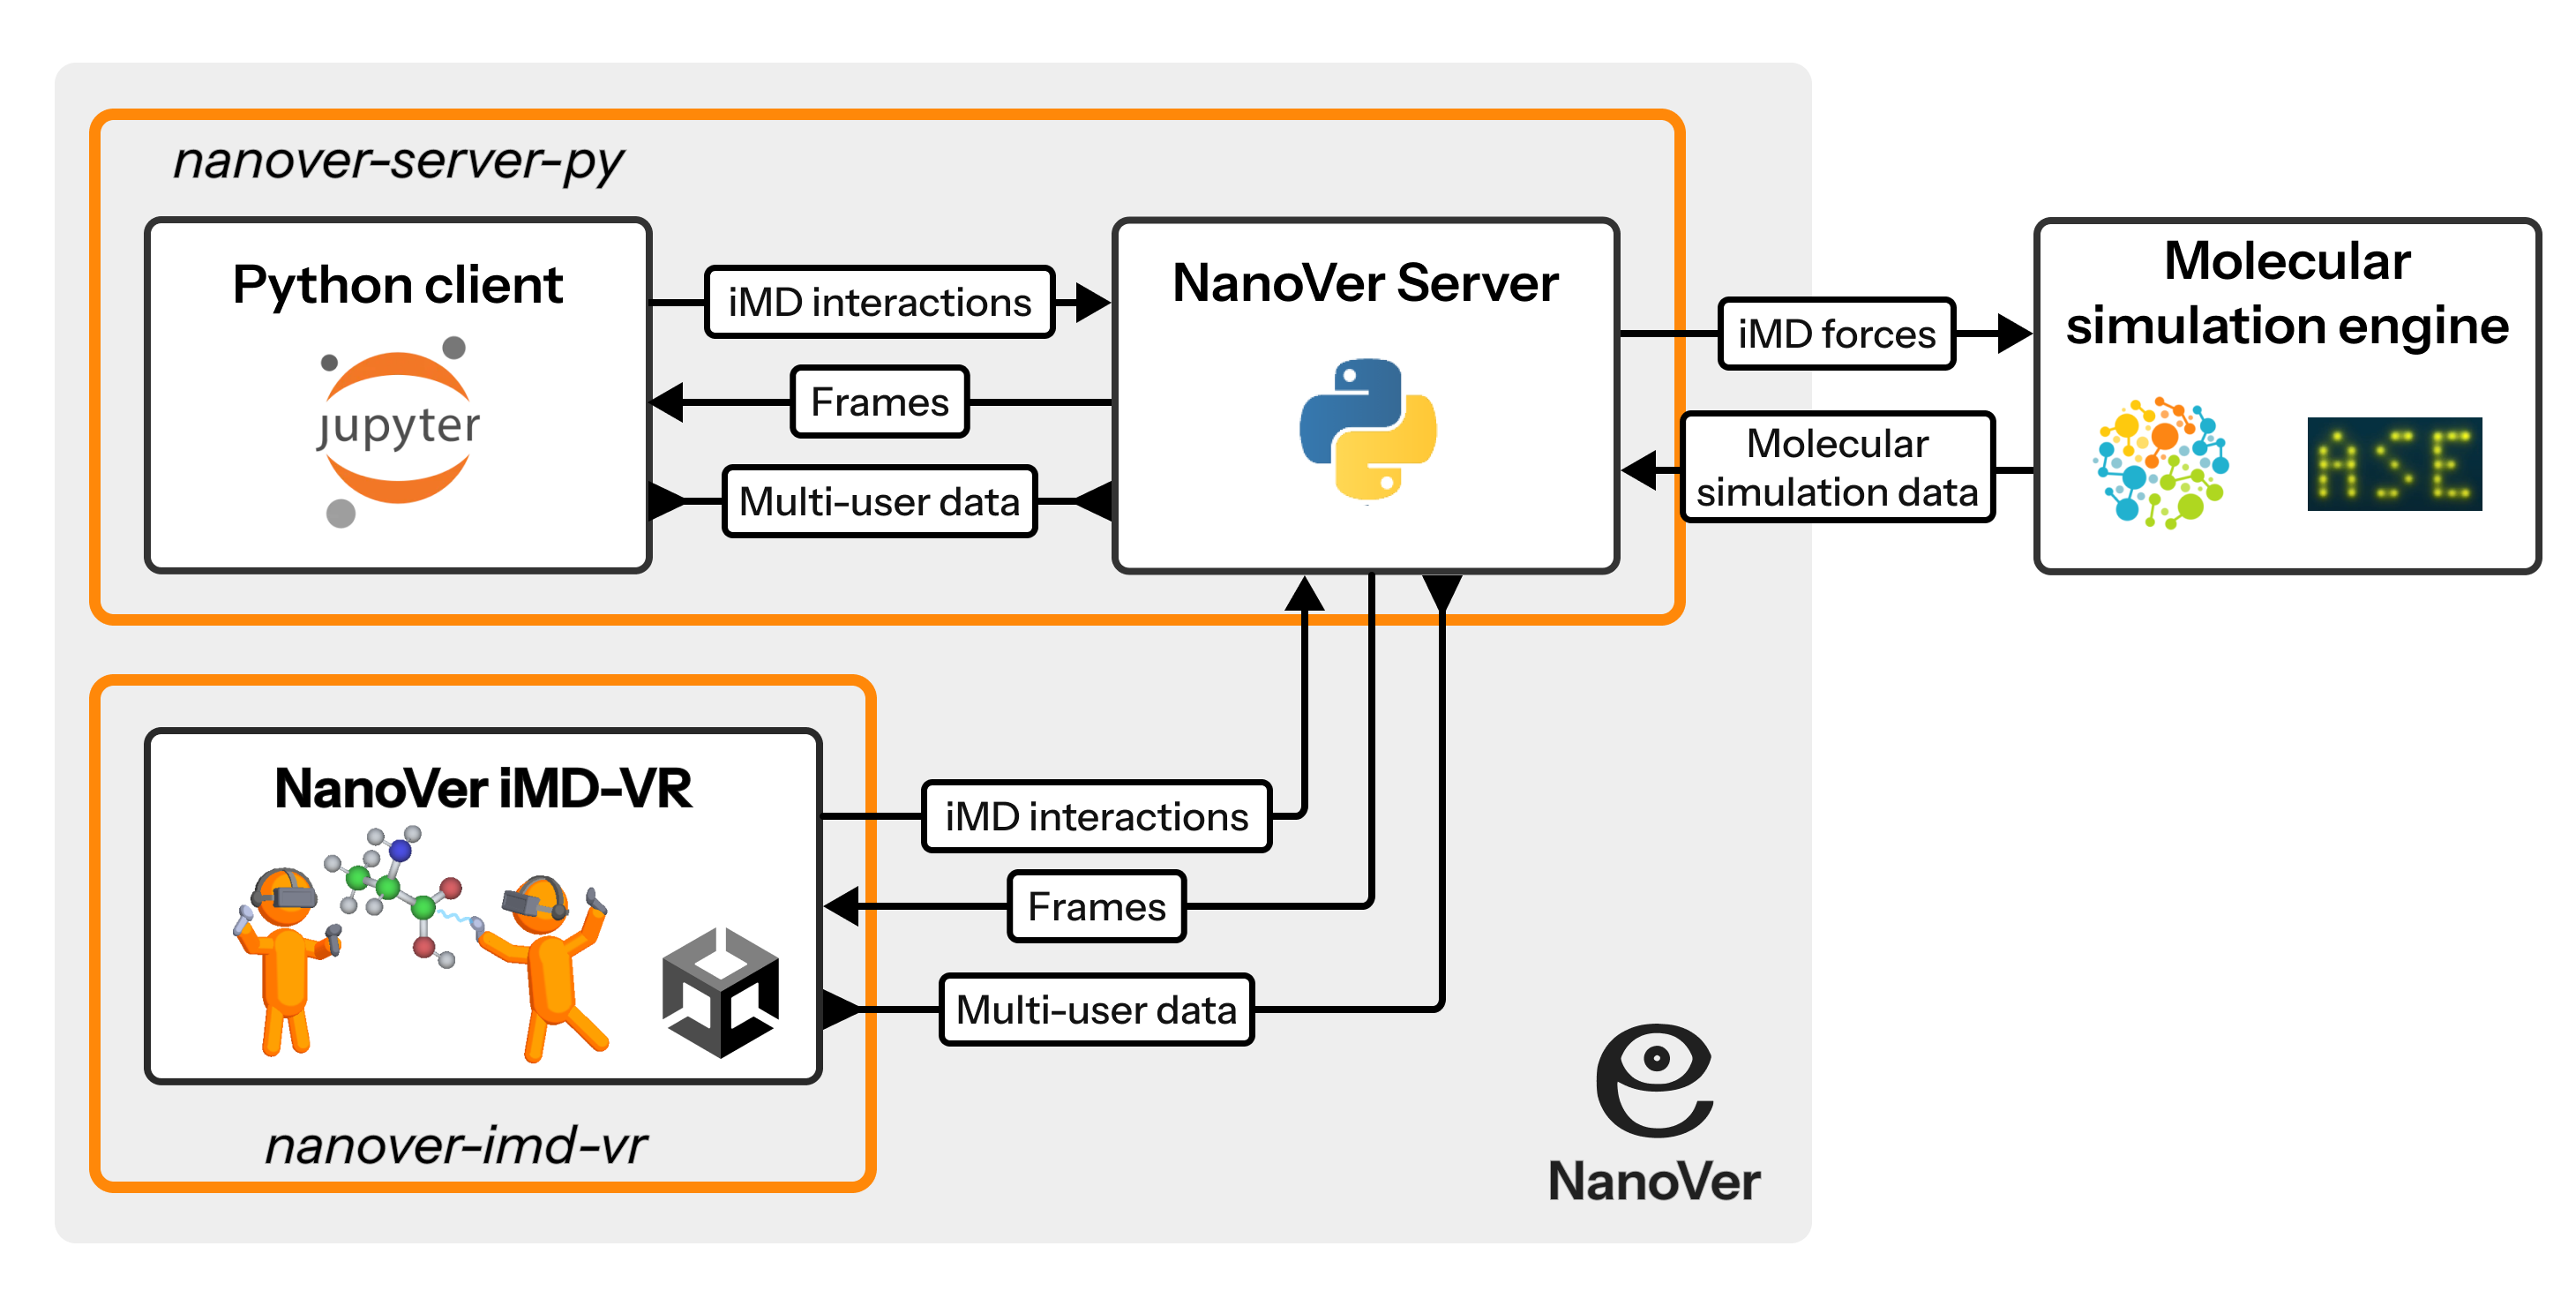 nanover-server-py
Python client
jupyter
iMD interactions
Frames
Multi-user data
NanoVer Server
iMD forces
Molecular
simulation data
Molecular
simulation engine
ASE
NanoVer iMD-VR
iMD interactions
Frames
Multi-user data
nanover-imd-vr
NanoVer